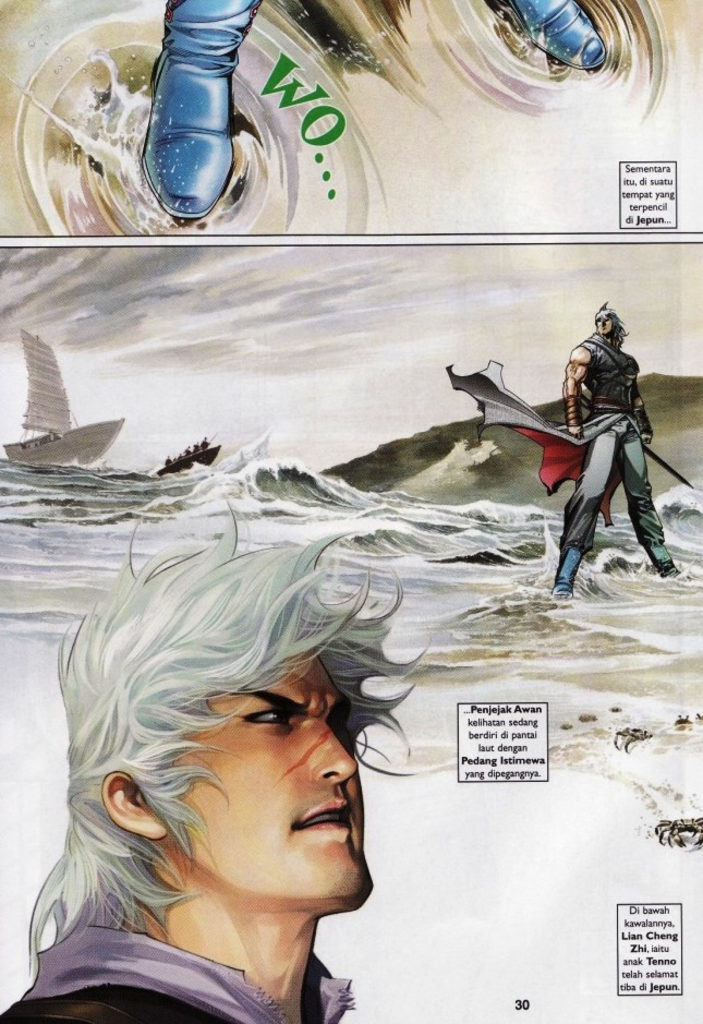 WO...
Sementara
itu, di suatu
tempat yang
terpencil
di Jepun...
...Penjejak Awan
kelihatan sedang
berdiri di pantai
laut dengan
Pedang Istimewa
yang dipegangnya.
Di bawah
kawalannya,
Lian Cheng
Zhi, iaitu
anak Tenno
telah selamat
tiba di Jepun.
30